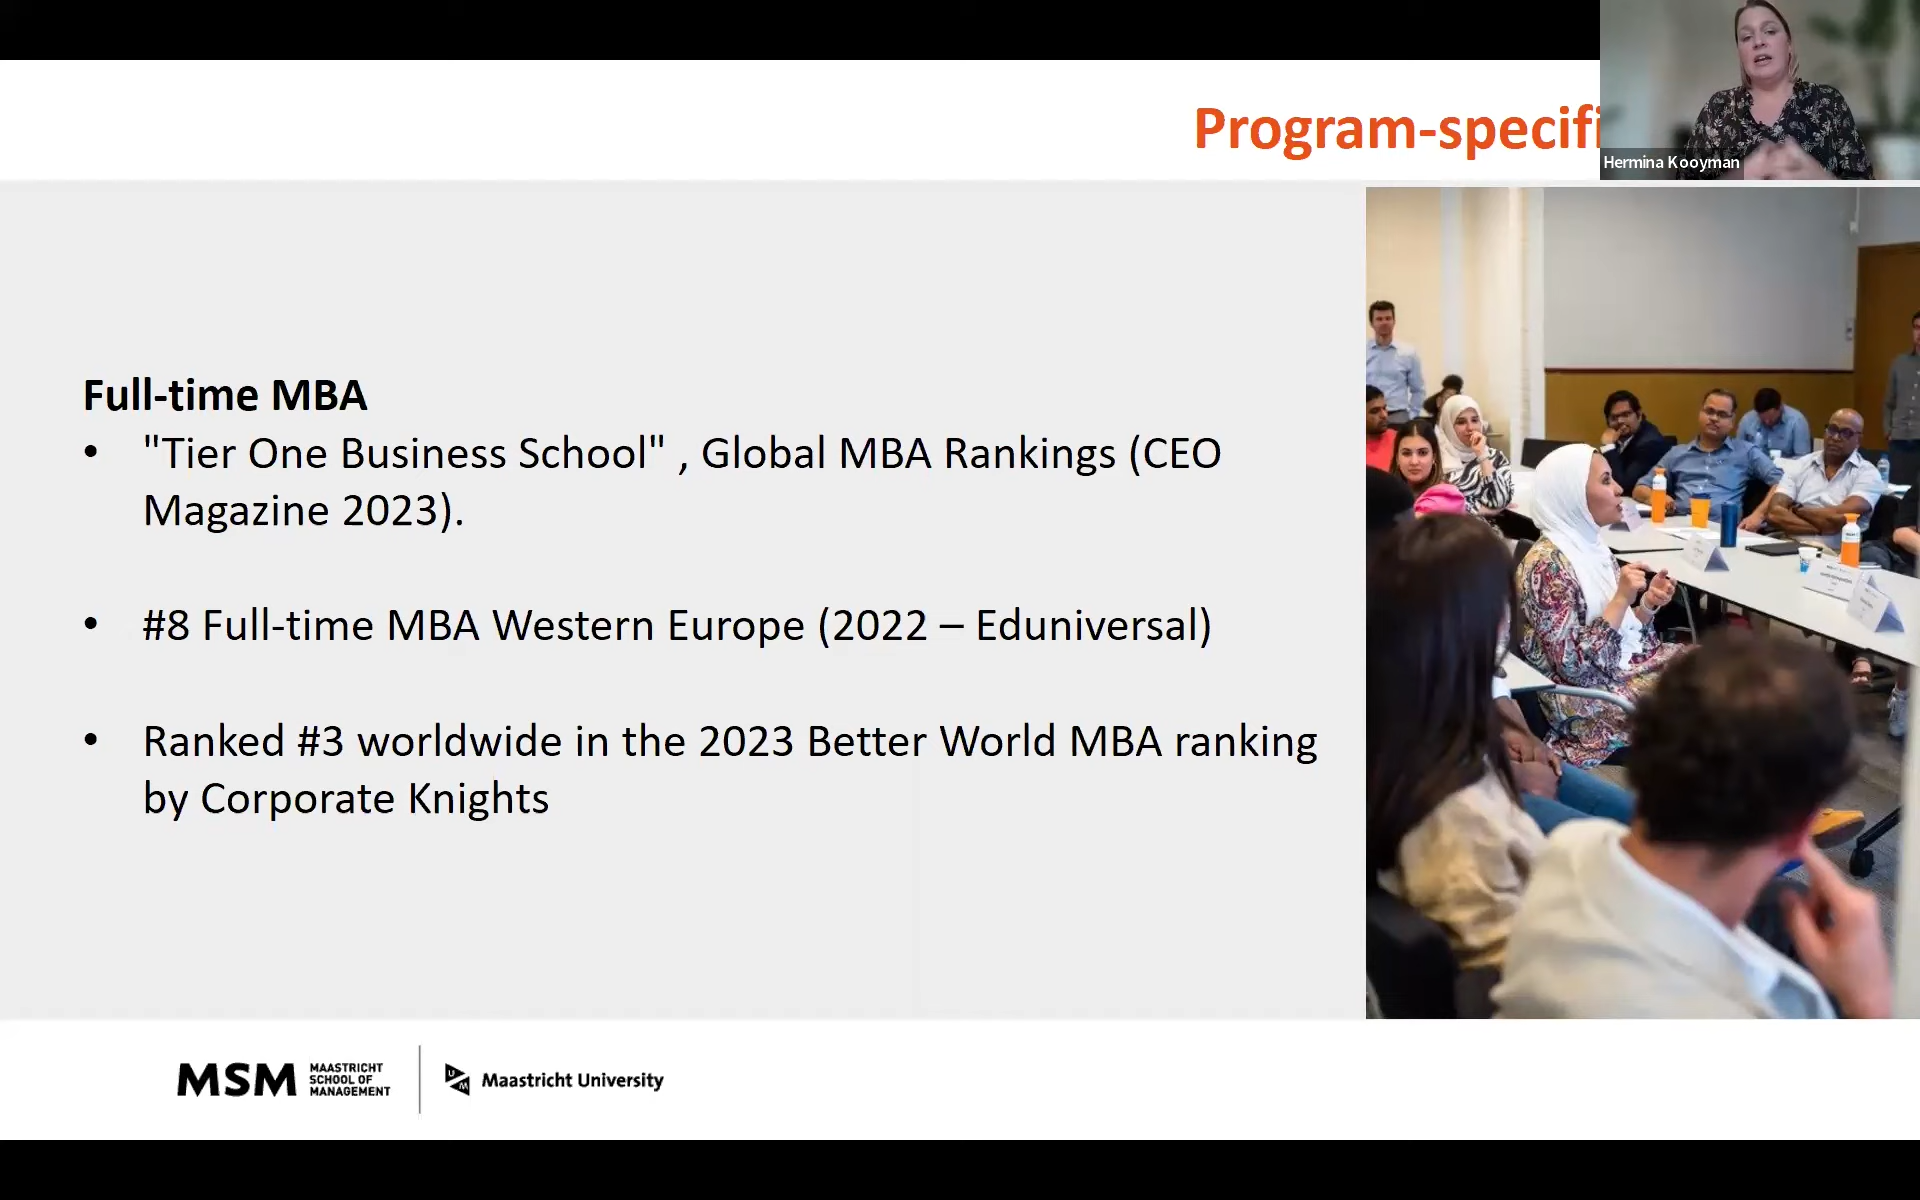 Program-specifi
Hermina Kooyman
Full-time MBA
• "Tier One Business School" , Global MBA Rankings (CEO
Magazine 2023).
• #8 Full-time MBA Western Europe (2022 – Eduniversal)
• Ranked #3 worldwide in the 2023 Better World MBA ranking
by Corporate Knights
MSM MAASTRICHT
SCHOOL OF
MANAGEMENT
UM Maastricht University